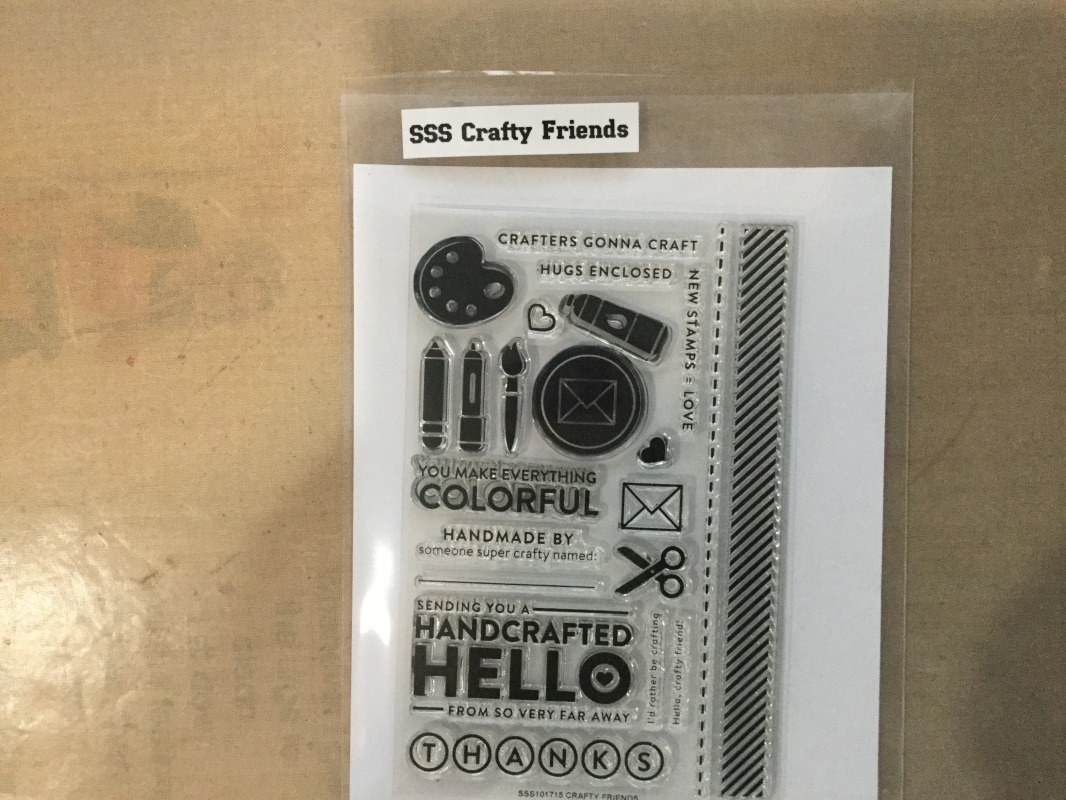 SSS Crafty Friends
CRAFTERS GONNA CRAFT
HUGS ENCLOSED
NEW STAMPS = LOVE
YOU MAKE EVERYTHING
COLORFUL
HANDMADE BY
someone super crafty named:
SENDING YOU A
HANDCRAFTED
HELLO
FROM SO VERY FAR AWAY
I'd rather be crafting
Hello, crafty friend!
THANKS
SSS101715 CRAFTY FRIENDS